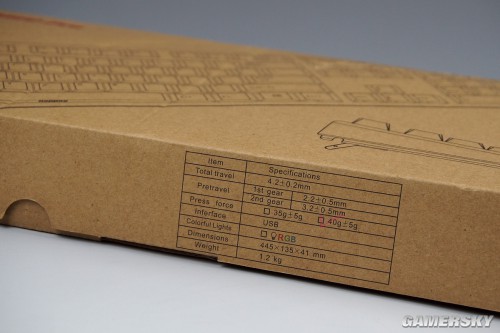 Item Specifications
Total travel 4.2±0.2mm
Pretravel 1st gear 2.2±0.5mm
2nd gear 3.2±0.5mm
Press force □ 35g±5g □ 40g±5g
Interface USB
Colorful Lights □ RGB
Dimensions 445×135×41 mm
Weight 1.2 kg
GAMERSKY